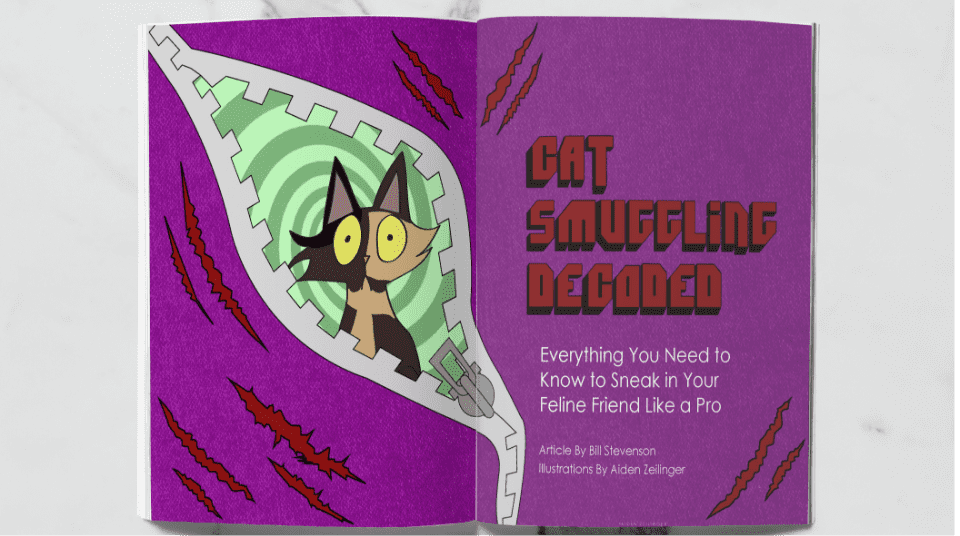 CAT
SMUGGLING
DECODED
Everything You Need to
Know to Sneak in Your
Feline Friend Like a Pro
Article By Bill Stevenson
Illustrations By Aiden Zeilinger